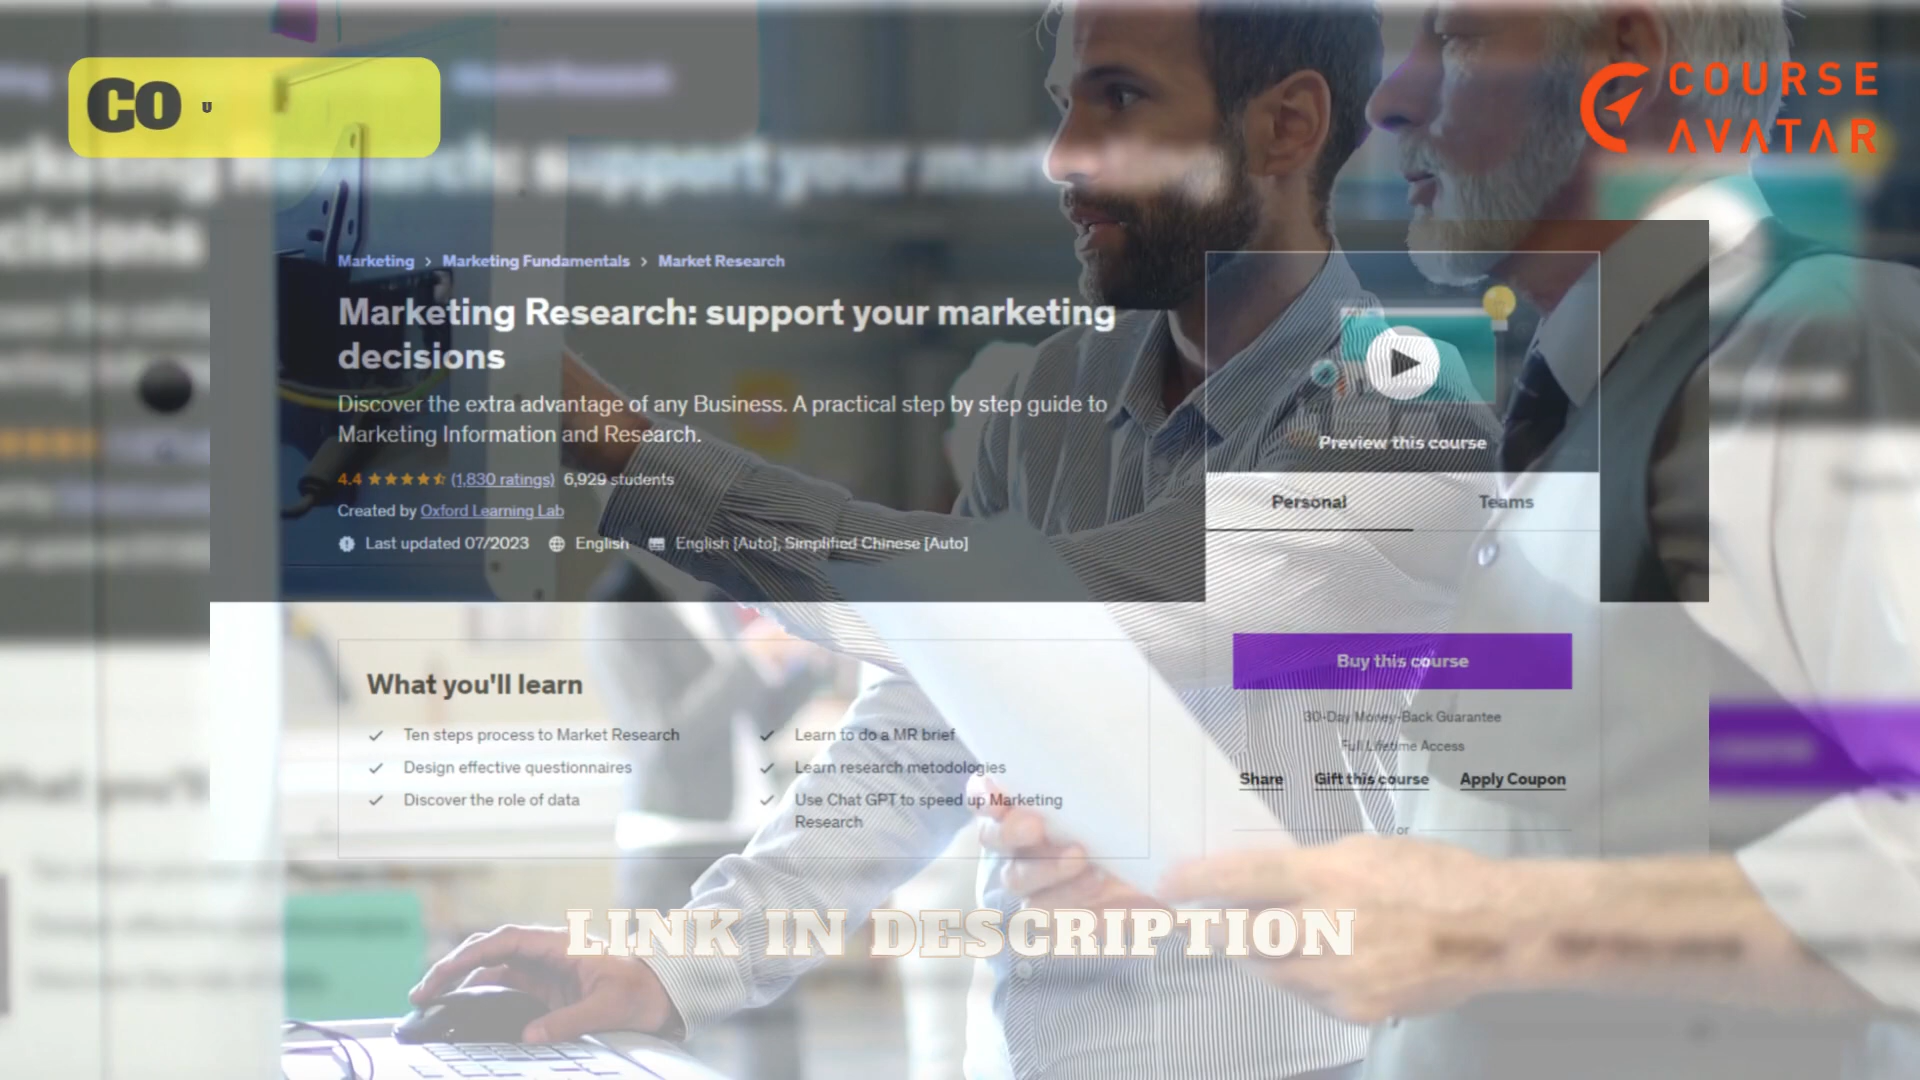 CO U
COURSE
AVATAR
Marketing > Marketing Fundamentals > Market Research
Marketing Research: support your marketing
decisions
Discover the extra advantage of any Business. A practical step by step guide to
Marketing Information and Research.
4.4 (1,830 ratings) 6,929 students
Created by Oxford Learning Lab
Last updated 07/2023 English English [Auto], Simplified Chinese [Auto]
Preview this course
Personal Teams
Buy this course
30-Day Money-Back Guarantee
Full Lifetime Access
Share Gift this course Apply Coupon
or
What you'll learn
Ten steps process to Market Research
Design effective questionnaires
Discover the role of data
Learn to do a MR brief
Learn research metodologies
Use Chat GPT to speed up Marketing
Research
LINK IN DESCRIPTION